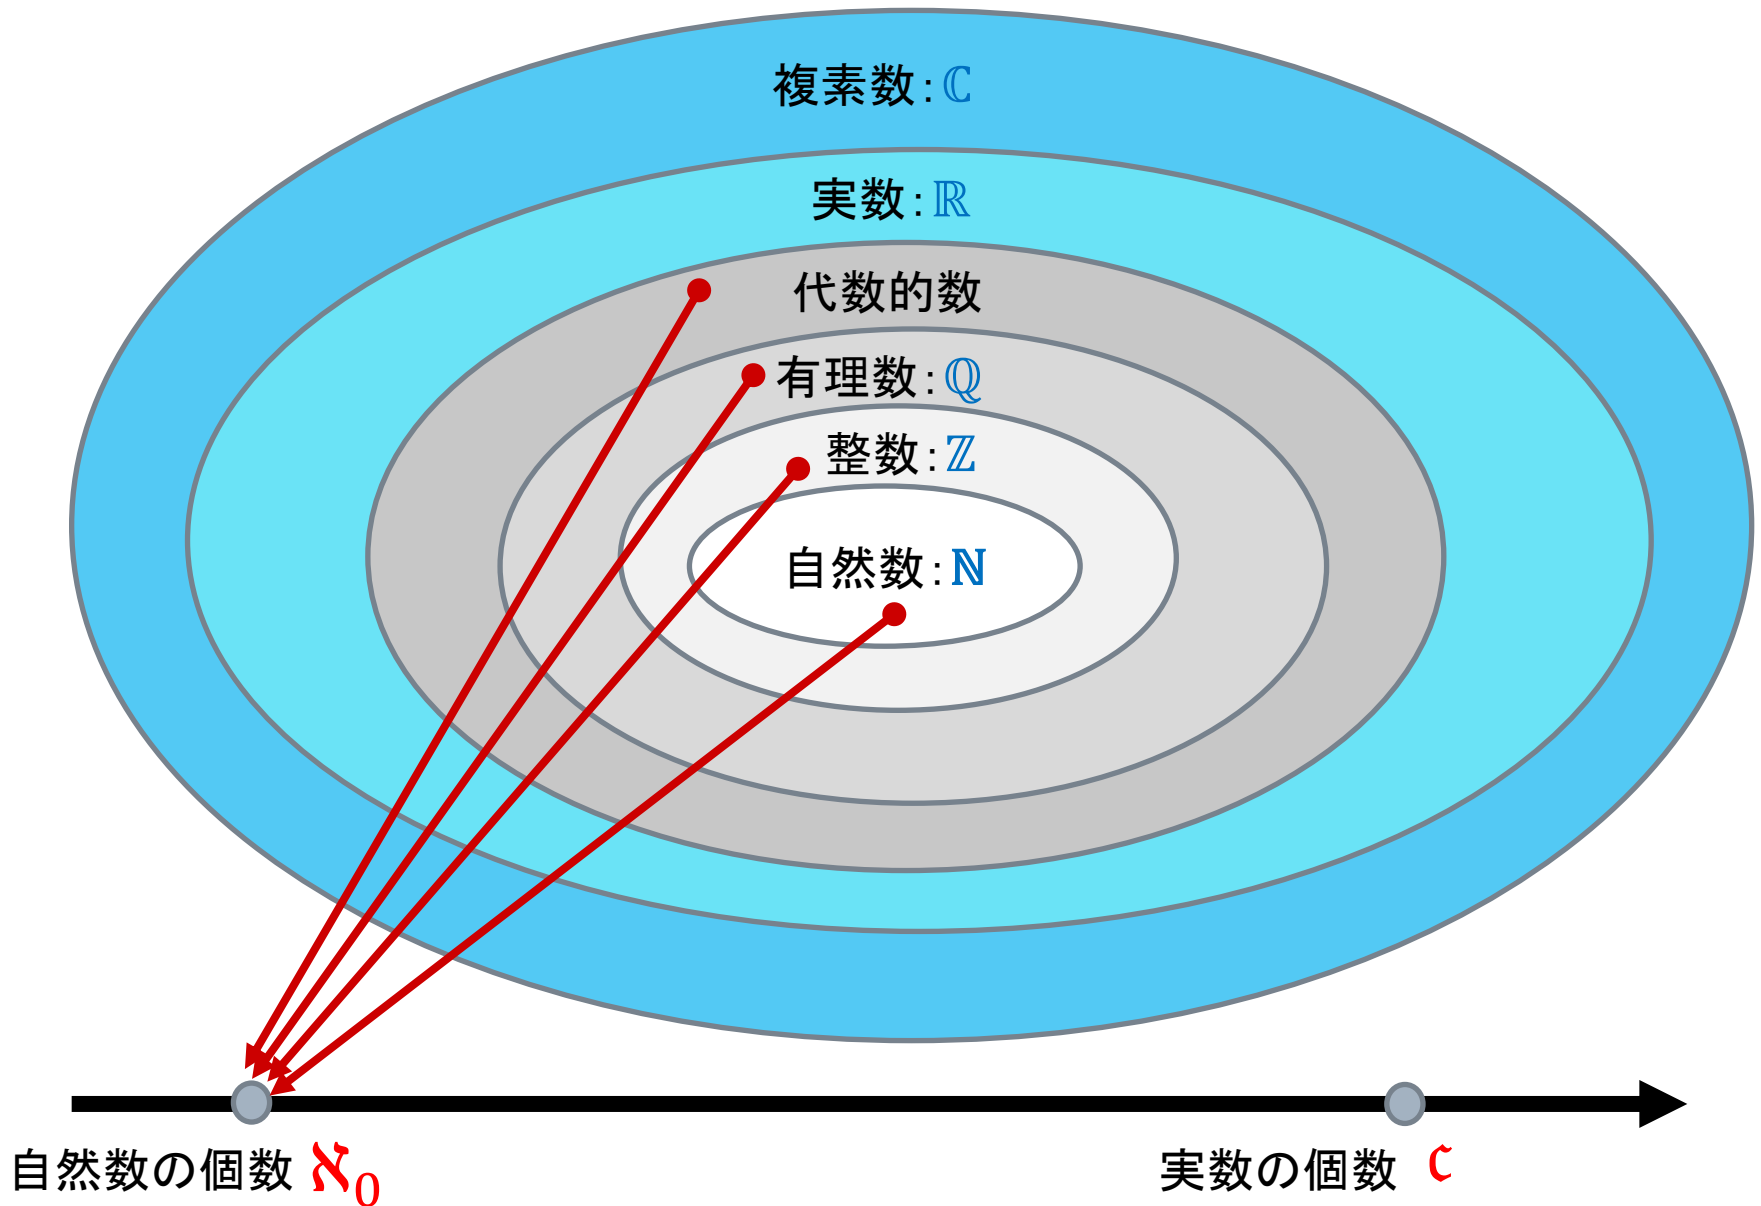 複素数:ℂ
実数:ℝ
代数的数
有理数:ℚ
整数:ℤ
自然数:ℕ
自然数の個数 ℵ₀
実数の個数 𝔠